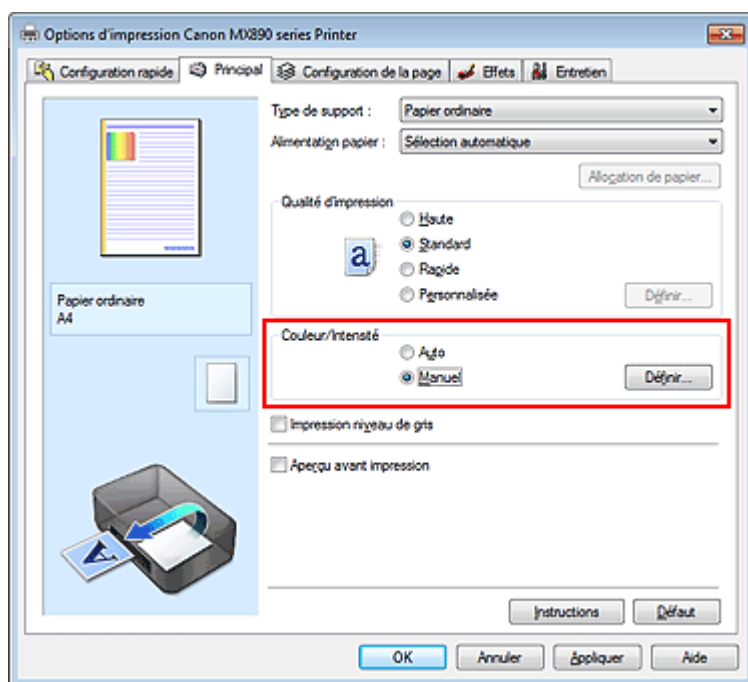 Options d'impression Canon MX890 series Printer
Configuration rapide Principal Configuration de la page Effets Entretien
Type de support : Papier ordinaire
Alimentation papier : Sélection automatique
Allocation de papier...
Qualité d'impression
Haute
a Standard
Rapide
Personnalisée Définir...
Papier ordinaire
A4
Couleur/Intensité
Auto
Manuel Définir...
Impression niveau de gris
Aperçu avant impression
A
Instructions Défaut
OK Annuler Appliquer Aide